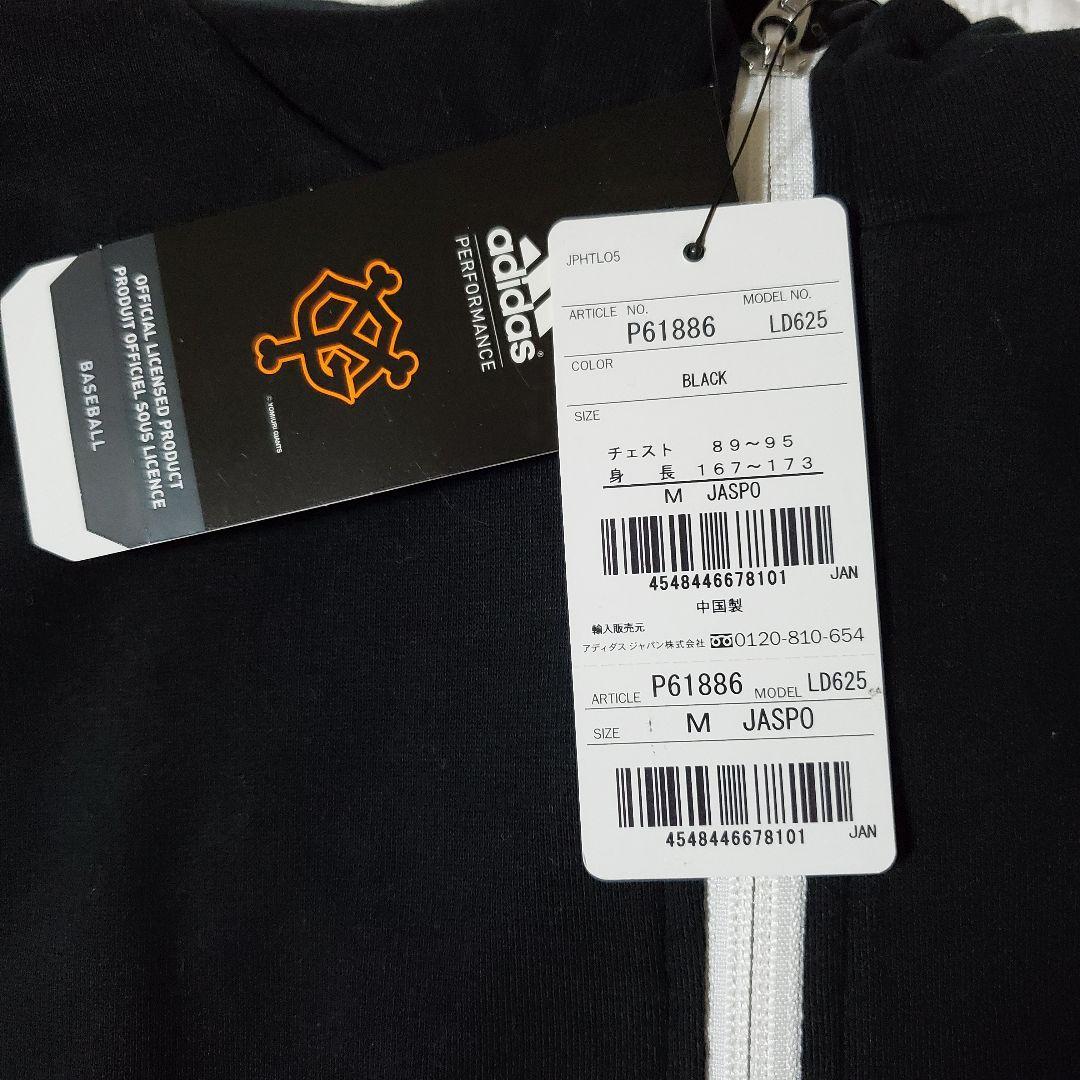 adidas®
PERFORMANCE
© YOMIURI GIANTS
OFFICIAL LICENSED PRODUCT
PRODUIT OFFICIEL SOUS LICENCE
BASEBALL
JPHTL05
ARTICLE NO. MODEL NO.
P61886 LD625
COLOR
BLACK
SIZE
チェスト 89～95
身長 167～173
M JASPO
4548446678101 JAN
中国製
輸入販売元
アディダス ジャパン株式会社 0120-810-654
ARTICLE P61886 MODEL LD625
SIZE M JASPO
4548446678101 JAN